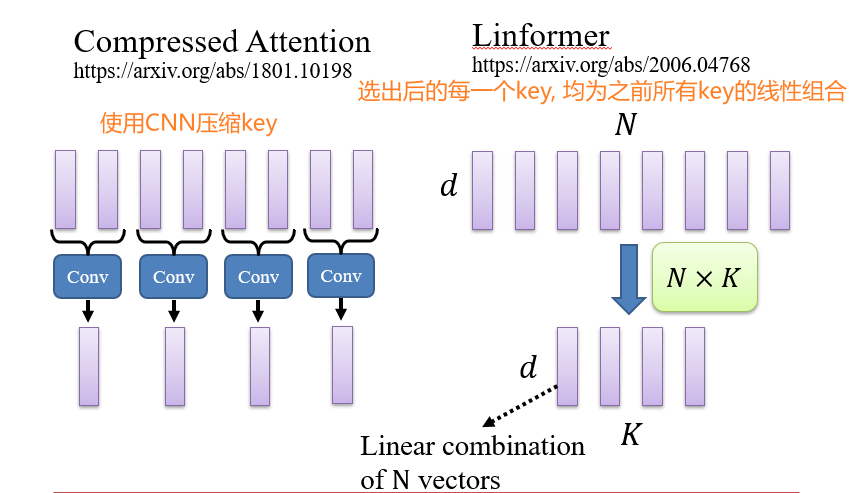 Compressed Attention
https://arxiv.org/abs/1801.10198
使用CNN压缩key
Conv Conv Conv Conv
Linformer
https://arxiv.org/abs/2006.04768
选出后的每一个key, 均为之前所有key的线性组合
N
d
N × K
d
K
Linear combination
of N vectors